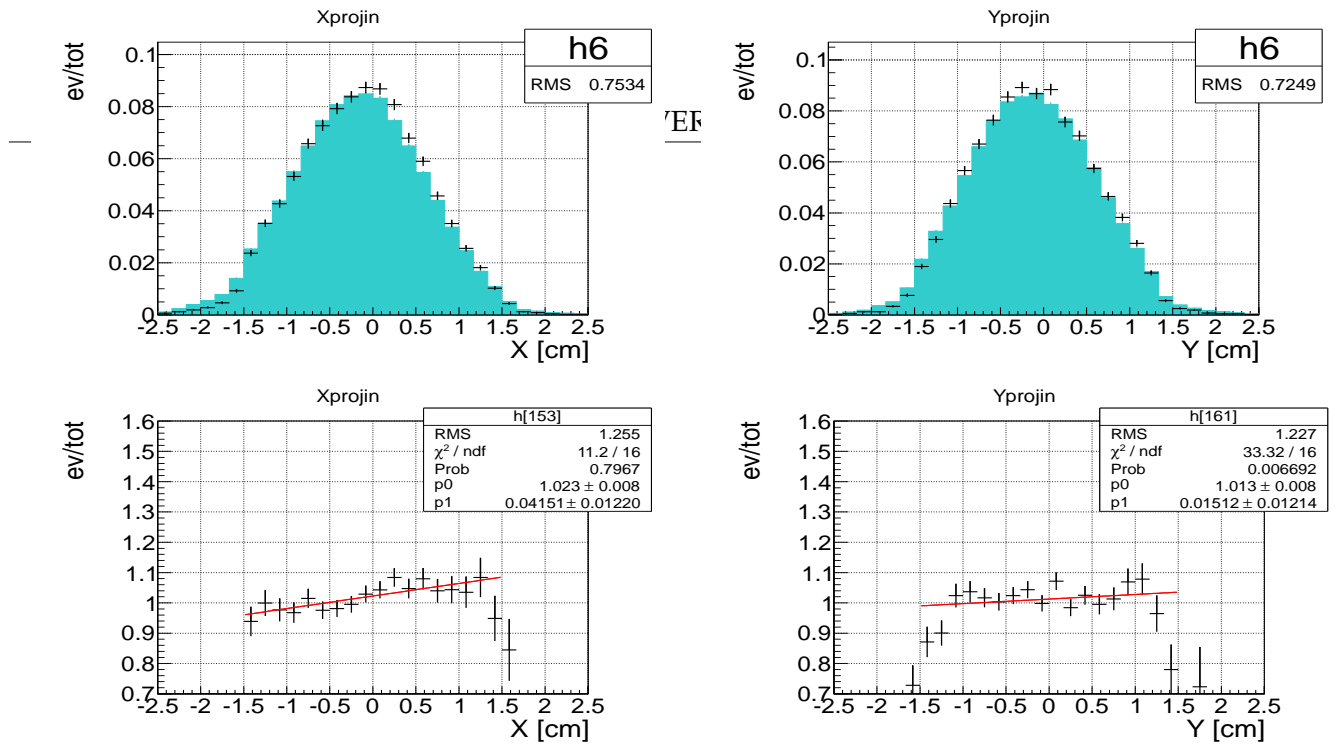 Xprojin
ev/tot
h6
RMS 0.7534
0.1
0.08
0.06
0.04
0.02
0
-2.5 -2 -1.5 -1 -0.5 0 0.5 1 1.5 2 2.5
X [cm]
Yprojin
ev/tot
h6
RMS 0.7249
0.1
0.08
0.06
0.04
0.02
0
-2.5 -2 -1.5 -1 -0.5 0 0.5 1 1.5 2 2.5
Y [cm]
VER
Xprojin
ev/tot
h[153]
RMS 1.255
χ² / ndf 11.2 / 16
Prob 0.7967
p0 1.023 ± 0.008
p1 0.04151 ± 0.01220
1.6
1.5
1.4
1.3
1.2
1.1
1
0.9
0.8
0.7
-2.5 -2 -1.5 -1 -0.5 0 0.5 1 1.5 2 2.5
X [cm]
Yprojin
ev/tot
h[161]
RMS 1.227
χ² / ndf 33.32 / 16
Prob 0.006692
p0 1.013 ± 0.008
p1 0.01512 ± 0.01214
1.6
1.5
1.4
1.3
1.2
1.1
1
0.9
0.8
0.7
-2.5 -2 -1.5 -1 -0.5 0 0.5 1 1.5 2 2.5
Y [cm]